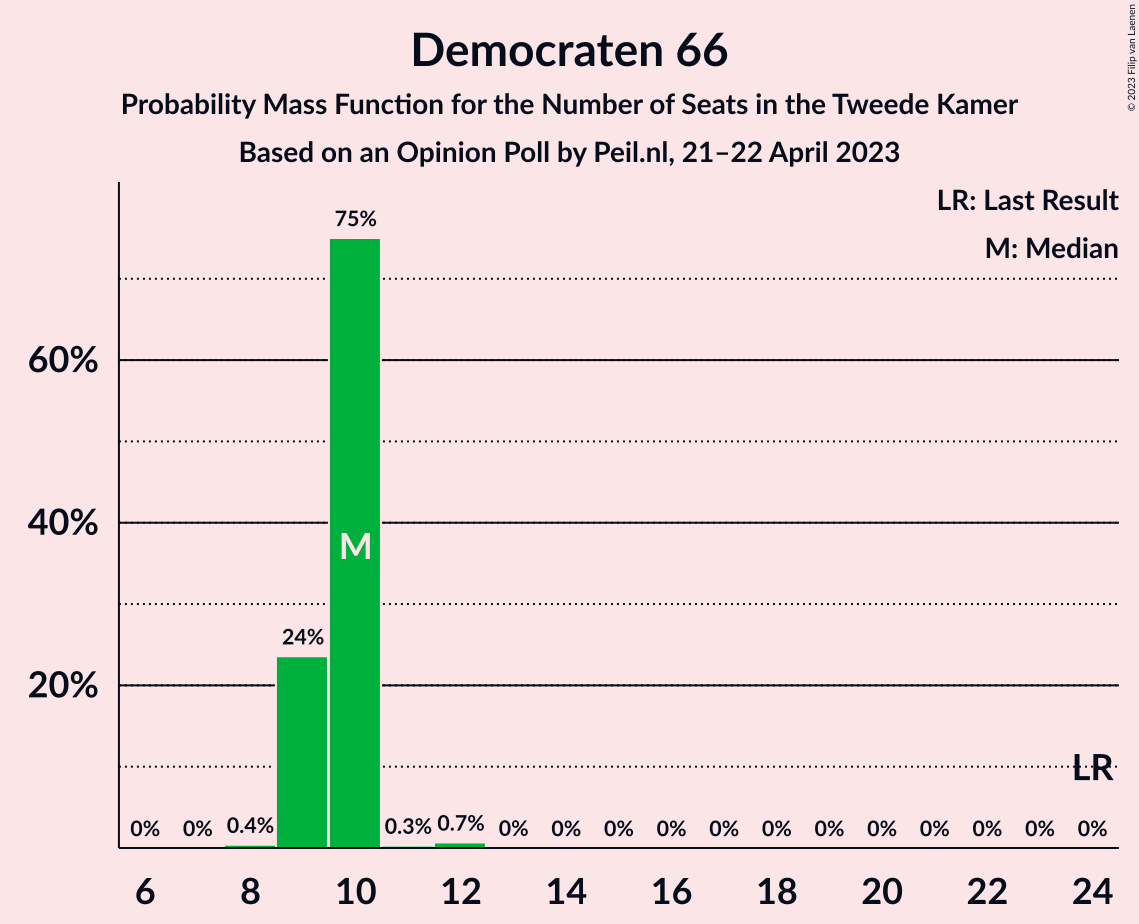 Democraten 66
Probability Mass Function for the Number of Seats in the Tweede Kamer
Based on an Opinion Poll by Peil.nl, 21–22 April 2023
© 2023 Filip van Laenen
LR: Last Result
M: Median
75%
60%
40%
M
24%
20%
LR
0% 0% 0.4% 0.3% 0.7% 0% 0% 0% 0% 0% 0% 0% 0% 0% 0% 0% 0%
6 8 10 12 14 16 18 20 22 24